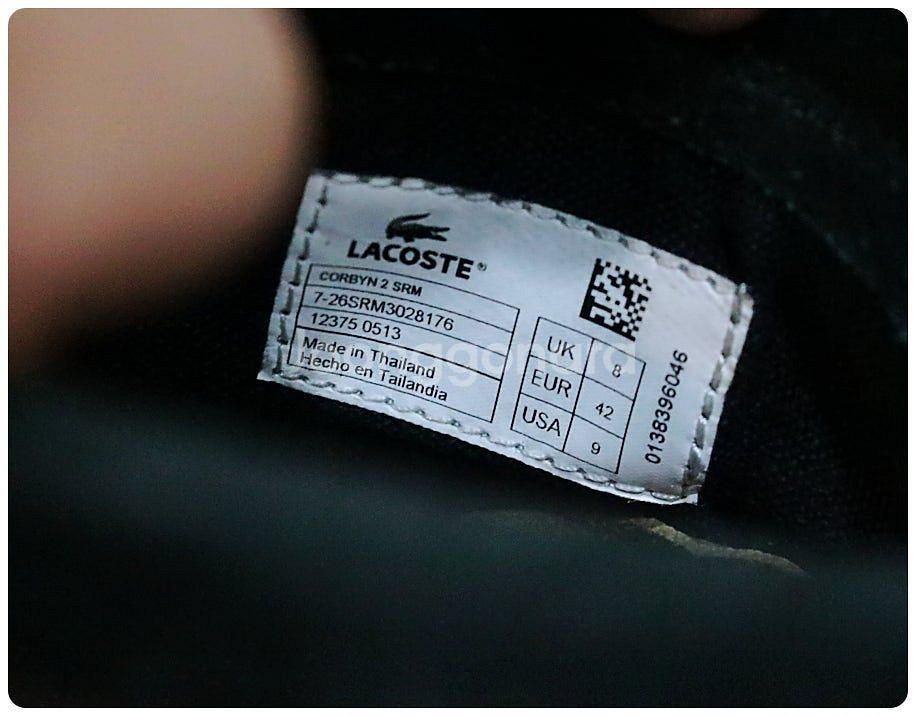 LACOSTE®
CORBYN 2 SRM
7-26SRM3028176
12375 0513
Made in Thailand
Hecho en Tailandia
UK 8
EUR 42
USA 9
0138396046